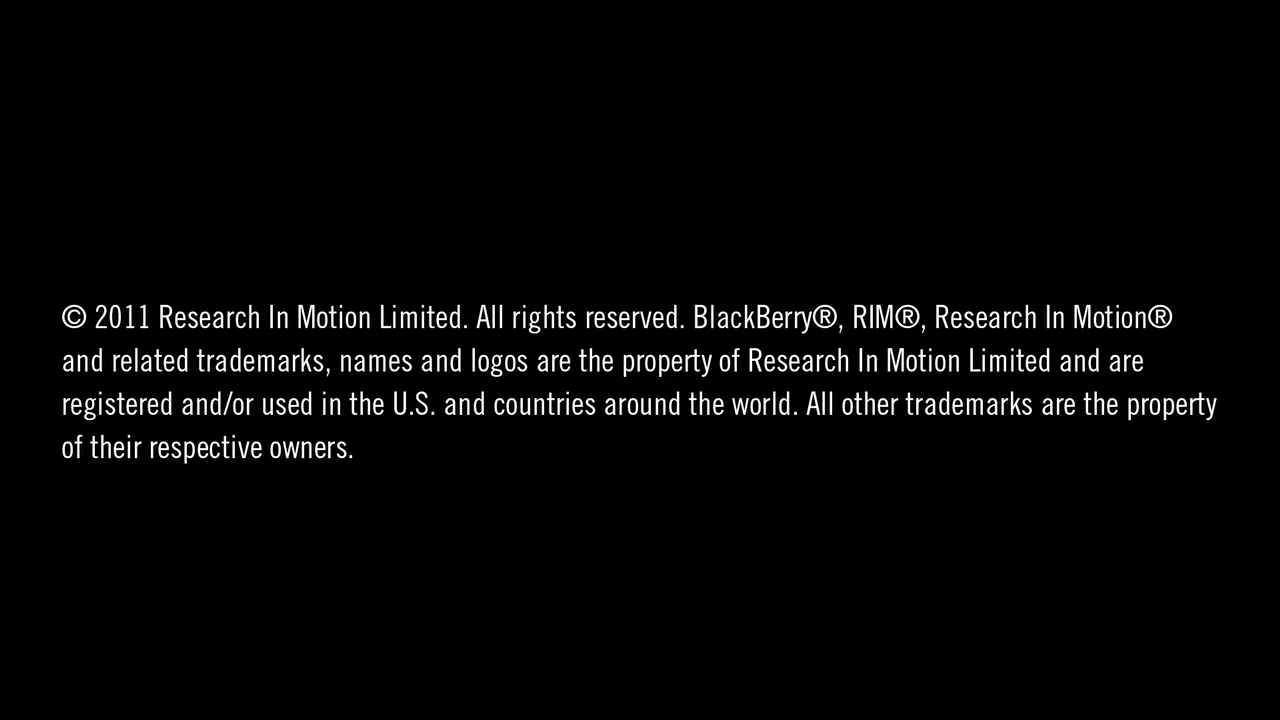 © 2011 Research In Motion Limited. All rights reserved. BlackBerry®, RIM®, Research In Motion®
and related trademarks, names and logos are the property of Research In Motion Limited and are
registered and/or used in the U.S. and countries around the world. All other trademarks are the property
of their respective owners.